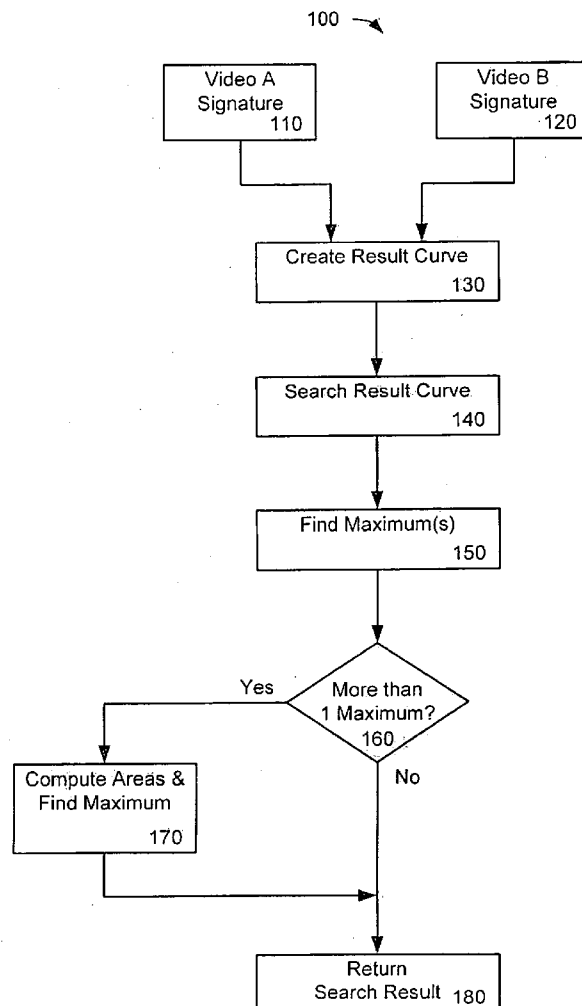 100
Video A
Signature
110
Video B
Signature
120
Create Result Curve
130
Search Result Curve
140
Find Maximum(s)
150
More than
1 Maximum?
160
Yes
No
Compute Areas &
Find Maximum
170
Return
Search Result 180